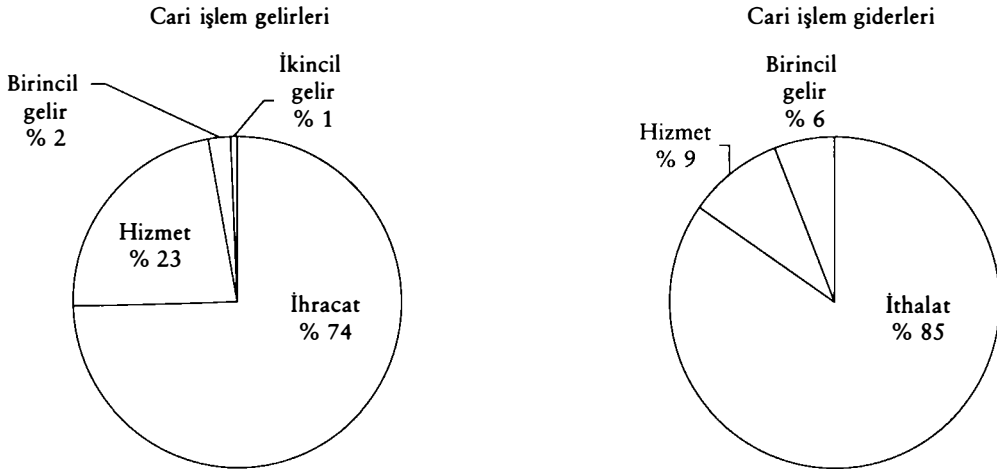 Cari işlem gelirleri
Birincil
gelir
% 2
İkincil
gelir
% 1
Hizmet
% 23
İhracat
% 74
Cari işlem giderleri
Birincil
gelir
% 6
Hizmet
% 9
İthalat
% 85